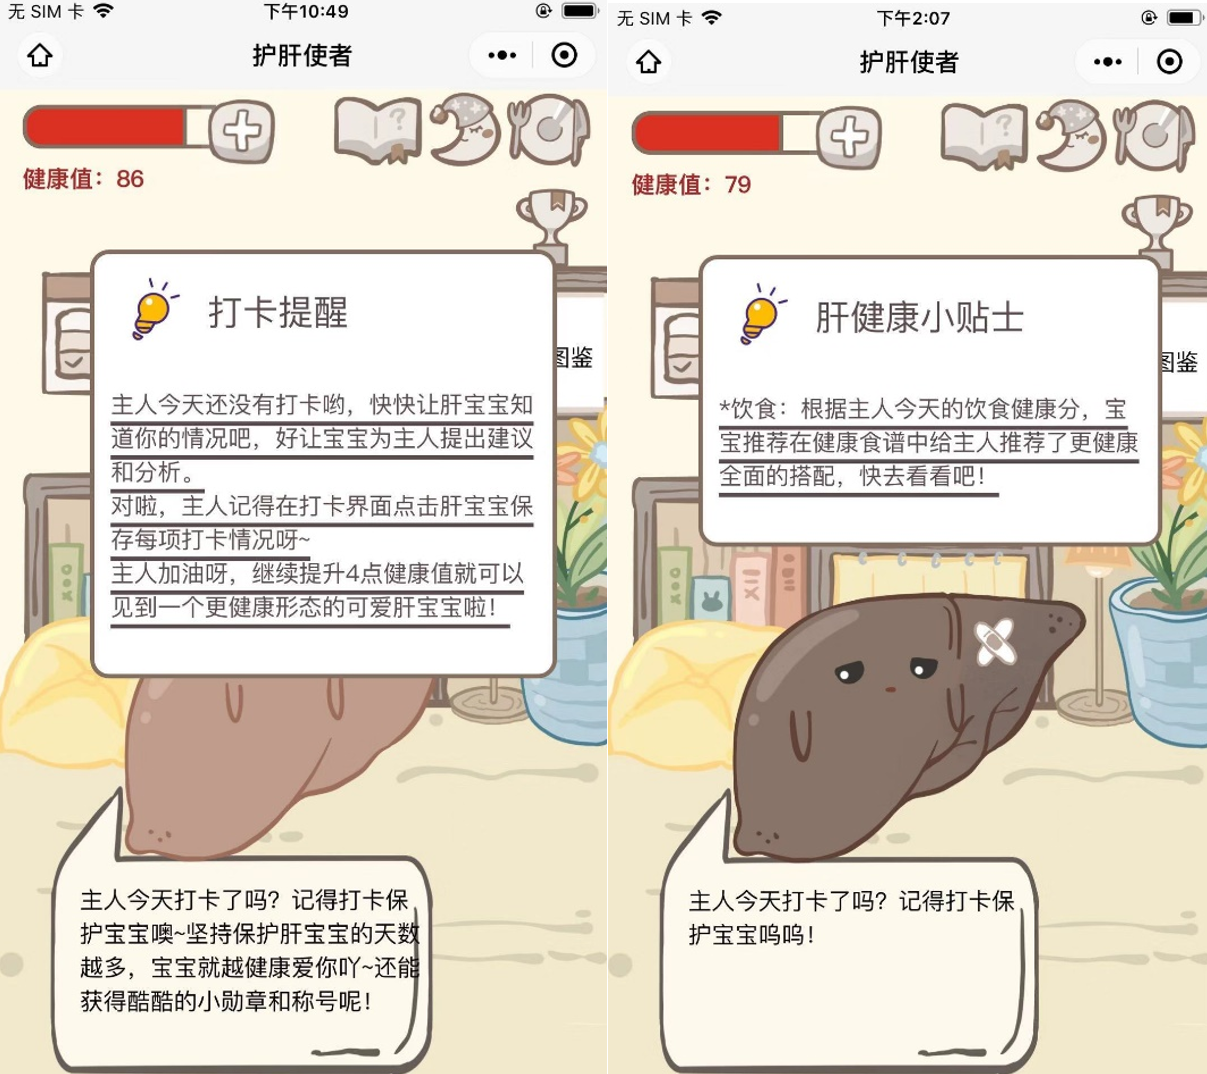 无 SIM 卡
下午10:49
护肝使者
健康值：86
?
打卡提醒
图鉴
主人今天还没有打卡哟，快快让肝宝宝知
道你的情况吧，好让宝宝为主人提出建议
和分析。
对啦，主人记得在打卡界面点击肝宝宝保
存每项打卡情况呀~
主人加油呀，继续提升4点健康值就可以
见到一个更健康形态的可爱肝宝宝啦！
主人今天打卡了吗？记得打卡保
护宝宝噢~坚持保护肝宝宝的天数
越多，宝宝就越健康爱你吖~还能
获得酷酷的小勋章和称号呢！
无 SIM 卡
下午2:07
护肝使者
健康值：79
?
肝健康小贴士
图鉴
*饮食：根据主人今天的饮食健康分，宝
宝推荐在健康食谱中给主人推荐了更健康
全面的搭配，快去看看吧！
主人今天打卡了吗？记得打卡保
护宝宝呜呜！